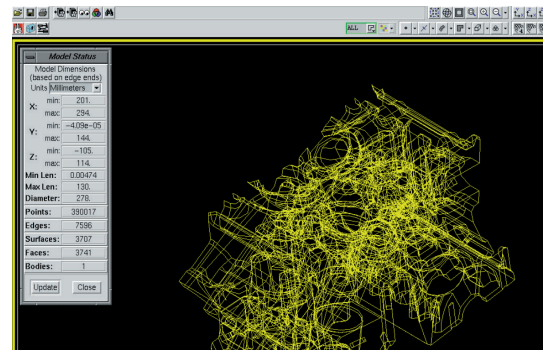 ALL
Model Status
Model Dimensions
(based on edge ends)
Units Millimeters
X: min: 201.
max: 294.
Y: min: -4.09e-05
max: 144.
Z: min: -105.
max: 114.
Min Len: 0.00474
Max Len: 130.
Diameter: 278.
Points: 390017
Edges: 7596
Surfaces: 3707
Faces: 3741
Bodies: 1
Update Close